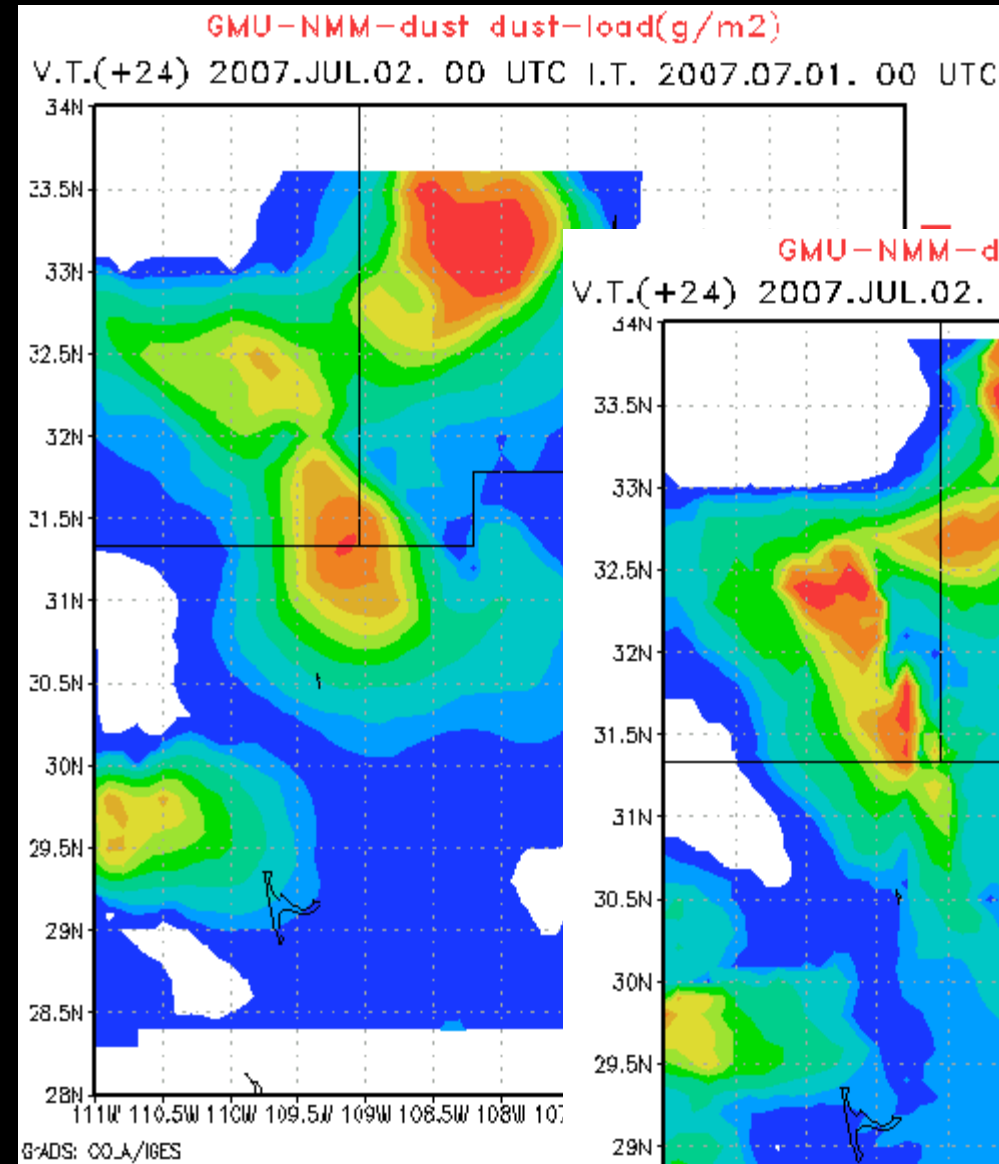 GMU-NMM-dust dust-load(g/m2)
V.T.(+24) 2007.JUL.02. 00 UTC I.T. 2007.07.01. 00 UTC
34N
33.5N
33N
32.5N
32N
31.5N
31N
30.5N
30N
29.5N
29N
28.5N
28N
111W 110.5W 110W 109.5W 109W 108.5W 108W 107
GrADS: COLA/IGES
GMU-NMM-d
V.T.(+24) 2007.JUL.02.
34N
33.5N
33N
32.5N
32N
31.5N
31N
30.5N
30N
29.5N
29N